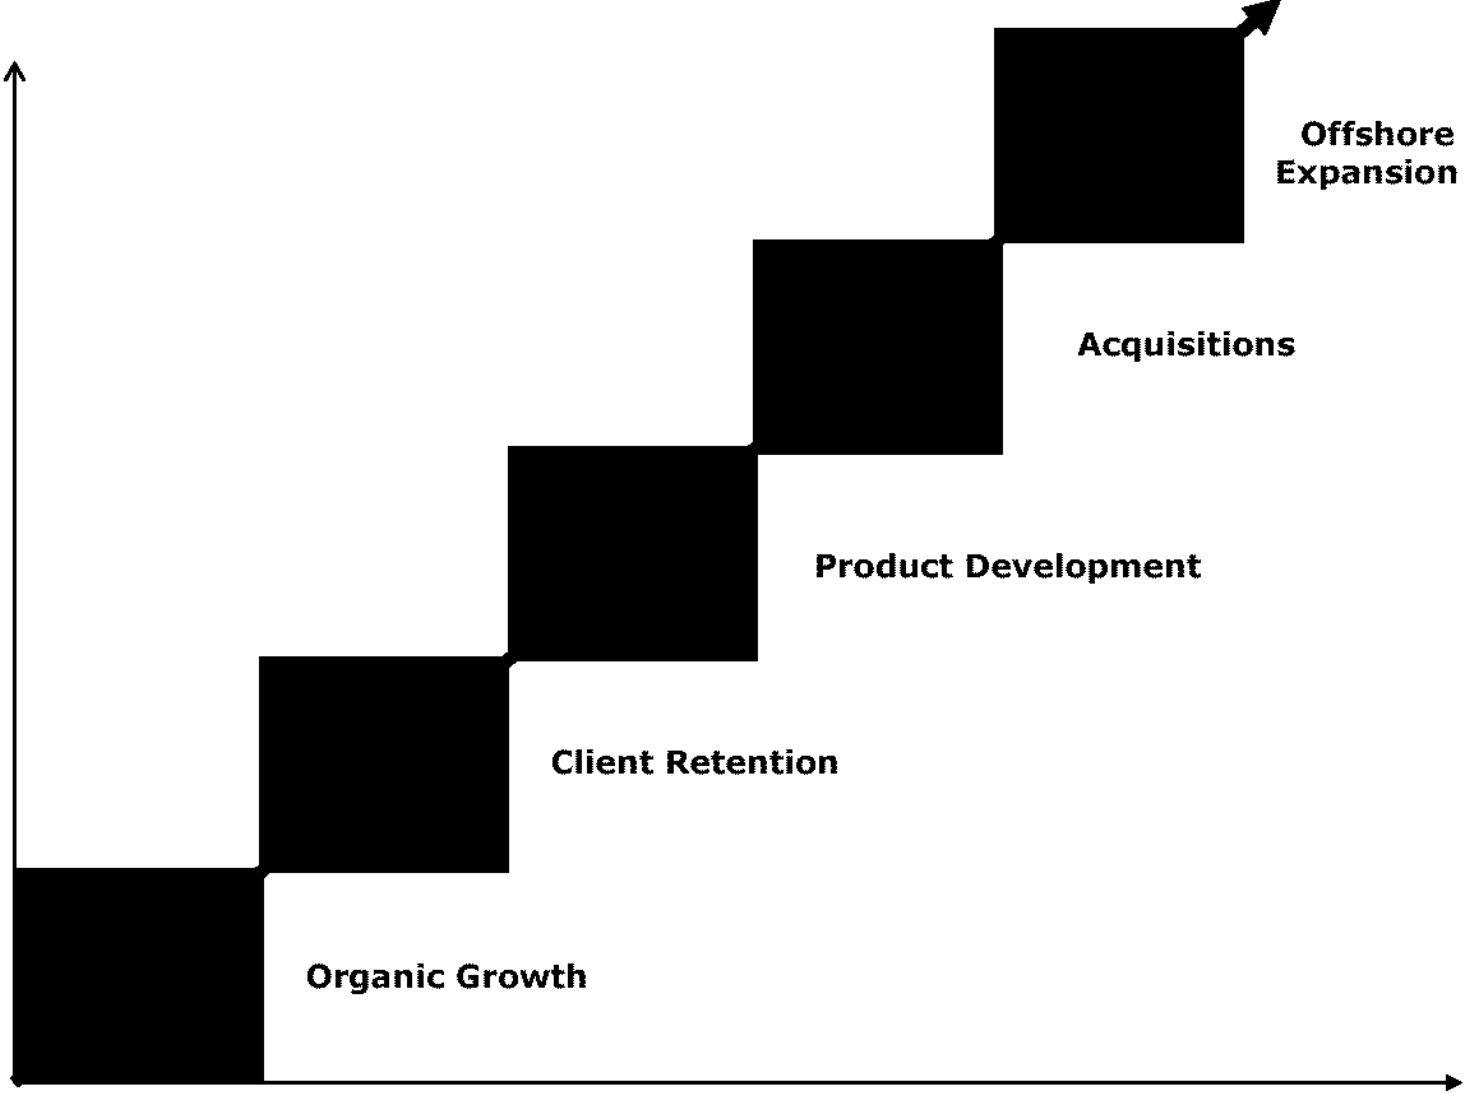 Offshore
Expansion
Acquisitions
Product Development
Client Retention
Organic Growth